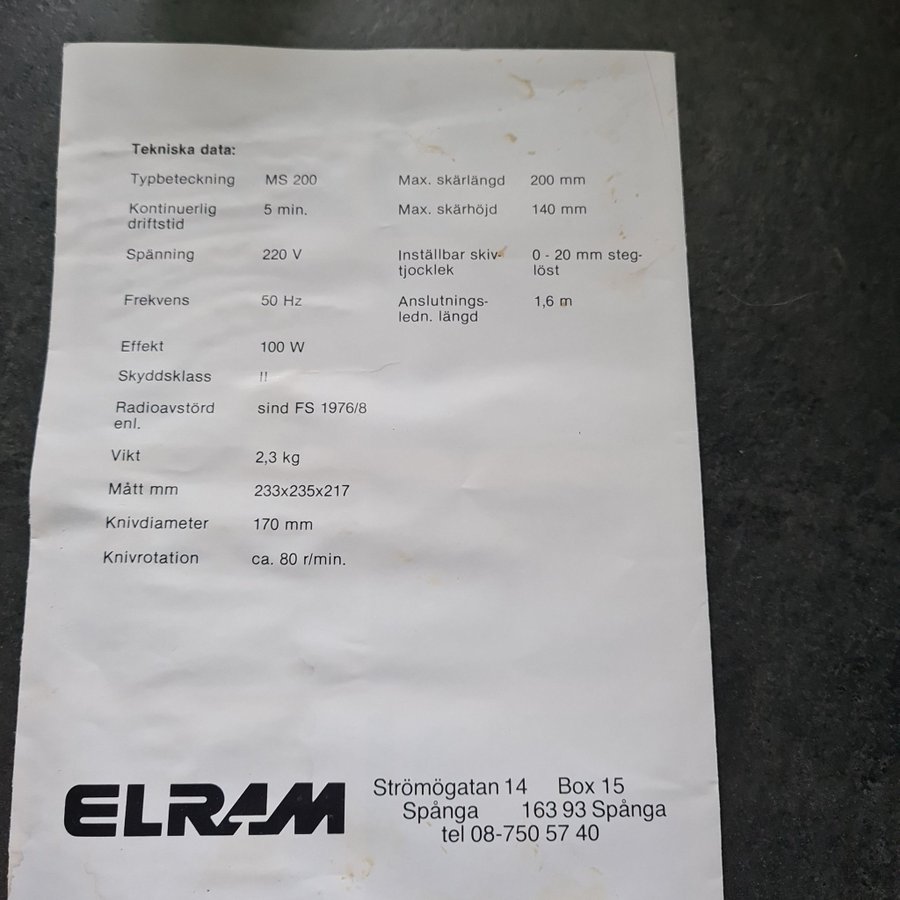 Tekniska data:
Typbeteckning MS 200
Kontinuerlig 5 min.
driftstid
Spänning 220 V
Frekvens 50 Hz
Effekt 100 W
Skyddsklass II
Radioavstörd sind FS 1976/8
enl.
Vikt 2,3 kg
Mått mm 233x235x217
Knivdiameter 170 mm
Knivrotation ca. 80 r/min.
Max. skärlängd 200 mm
Max. skärhöjd 140 mm
Inställbar skiv- 0 - 20 mm steg-
tjocklek löst
Anslutnings- 1,6 m
ledn. längd
ELRAM
Strömögatan 14 Box 15
Spånga 163 93 Spånga
tel 08-750 57 40